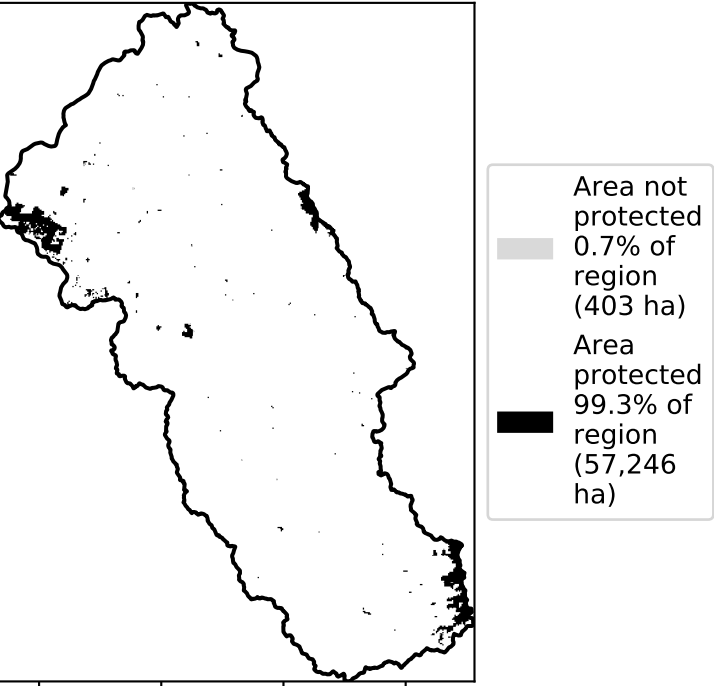 Area not
protected
0.7% of
region
(403 ha)
Area
protected
99.3% of
region
(57,246
ha)